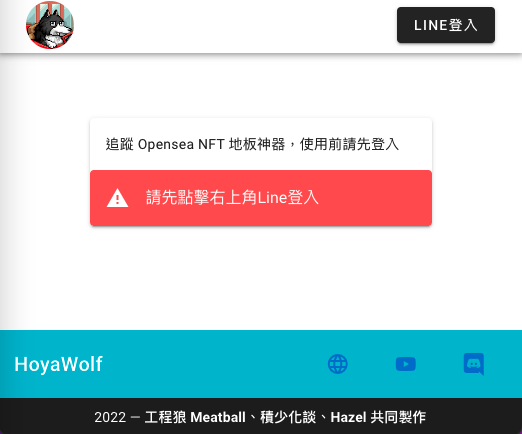 LINE登入
追蹤 Opensea NFT 地板神器，使用前請先登入
請先點擊右上角Line登入
HoyaWolf
2022 — 工程狼 Meatball、積少化談、Hazel 共同製作